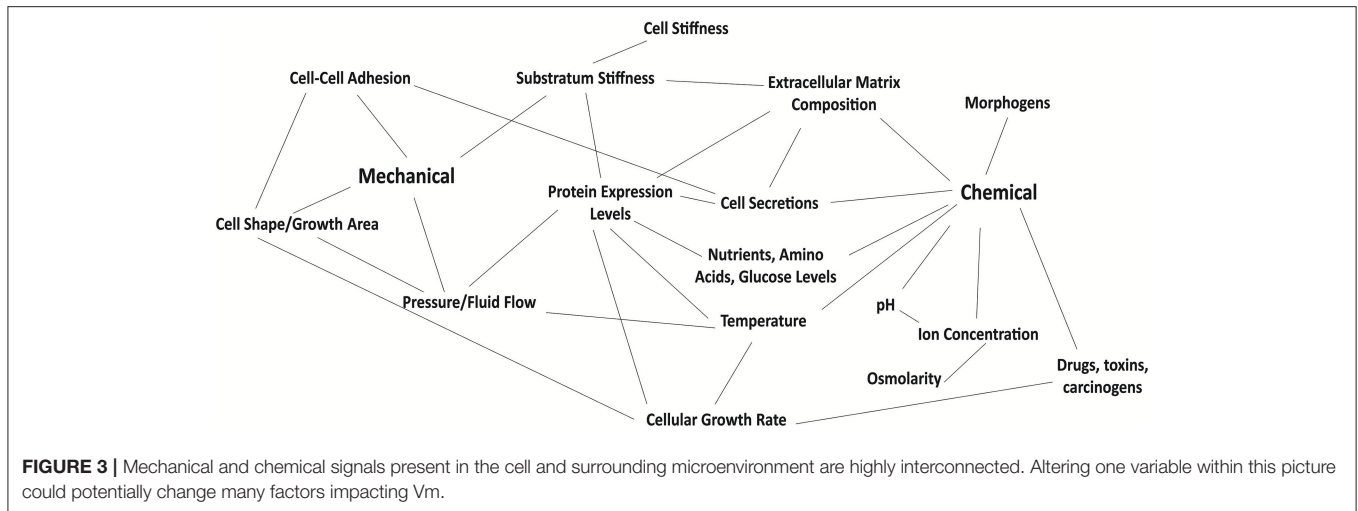 Cell Stiffness
Cell-Cell Adhesion
Substratum Stiffness
Extracellular Matrix
Composition
Morphogens
Mechanical
Protein Expression
Levels
Cell Secretions
Chemical
Cell Shape/Growth Area
Nutrients, Amino
Acids, Glucose Levels
Pressure/Fluid Flow
Temperature
pH
Ion Concentration
Osmolarity
Drugs, toxins,
carcinogens
Cellular Growth Rate
FIGURE 3 | Mechanical and chemical signals present in the cell and surrounding microenvironment are highly interconnected. Altering one variable within this picture
could potentially change many factors impacting Vm.